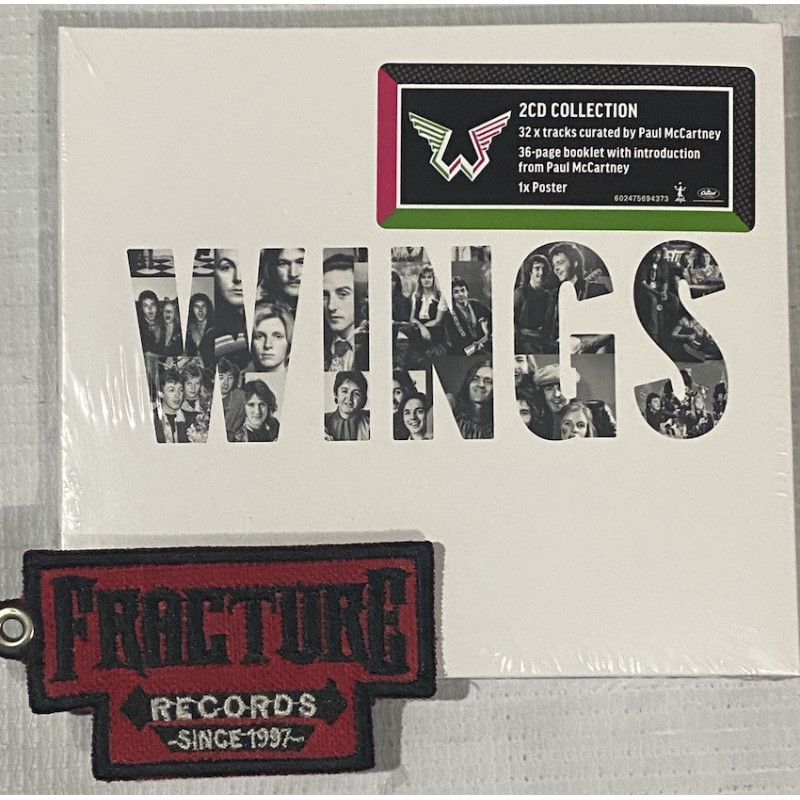 2CD COLLECTION
32 x tracks curated by Paul McCartney
36-page booklet with introduction
from Paul McCartney
1x Poster
602475694373
Capitol
WINGS
FRACTURE
RECORDS
-SINCE 1997-